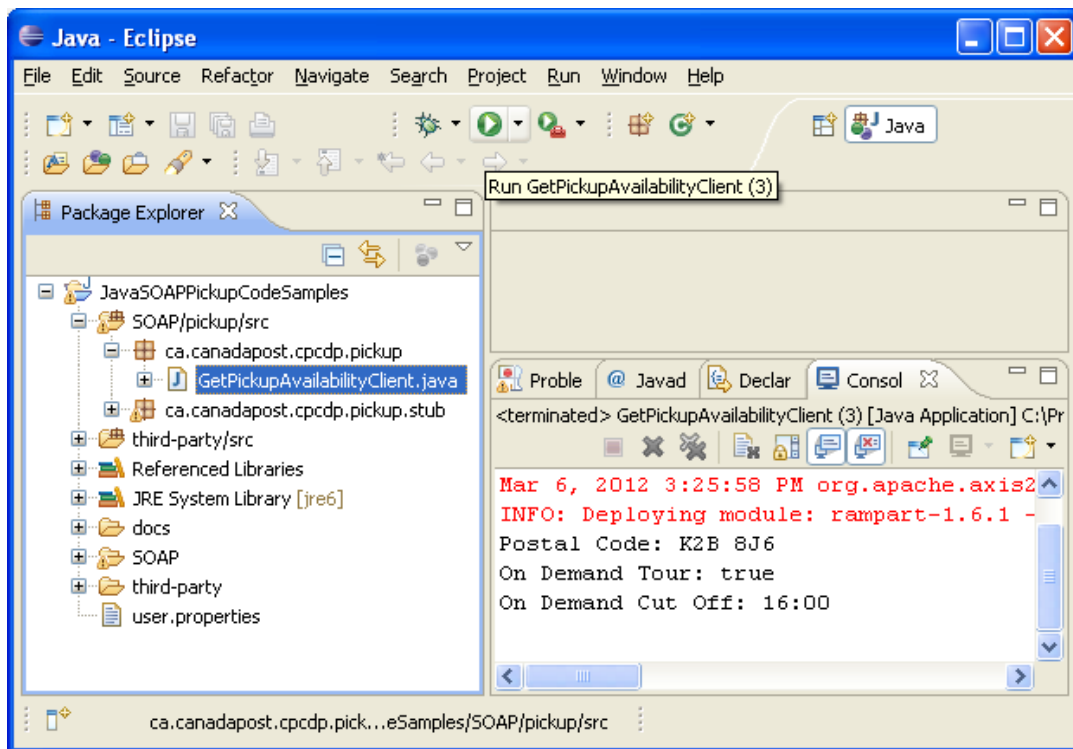 Java - Eclipse
File Edit Source Refactor Navigate Search Project Run Window Help
Java
Run GetPickupAvailabilityClient (3)
Package Explorer
JavaSOAPPickupCodeSamples
SOAP/pickup/src
ca.canadapost.cpcdp.pickup
GetPickupAvailabilityClient.java
ca.canadapost.cpcdp.pickup.stub
third-party/src
Referenced Libraries
JRE System Library [jre6]
docs
SOAP
third-party
user.properties
Proble @ Javad Declar Consol
<terminated> GetPickupAvailabilityClient (3) [Java Application] C:\Pr
Mar 6, 2012 3:25:58 PM org.apache.axis2
INFO: Deploying module: rampart-1.6.1 -
Postal Code: K2B 8J6
On Demand Tour: true
On Demand Cut Off: 16:00
ca.canadapost.cpcdp.pick...eSamples/SOAP/pickup/src